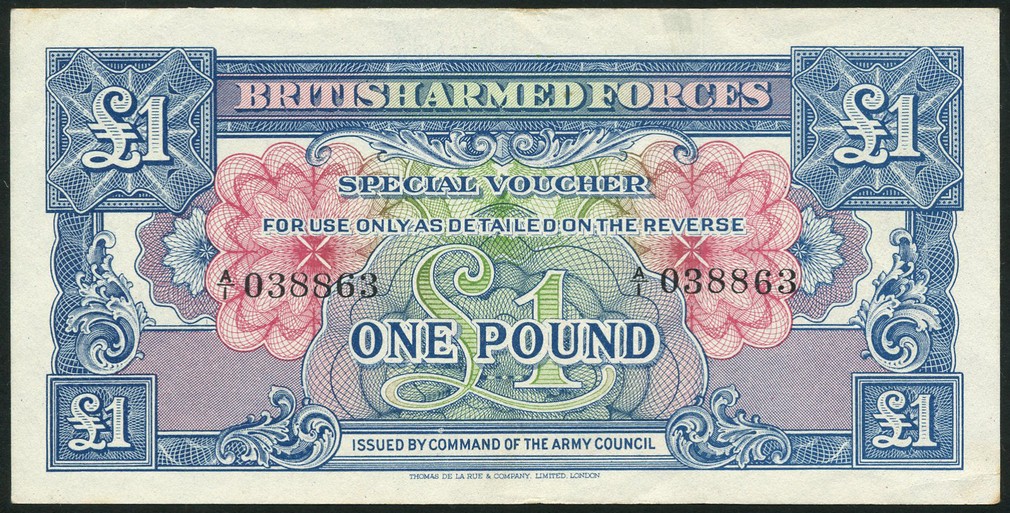 £1 BRITISH ARMED FORCES £1
SPECIAL VOUCHER
FOR USE ONLY AS DETAILED ON THE REVERSE
A/1 038863 A/1 038863
£1
ONE POUND
£1 ISSUED BY COMMAND OF THE ARMY COUNCIL £1
THOMAS DE LA RUE & COMPANY, LIMITED, LONDON